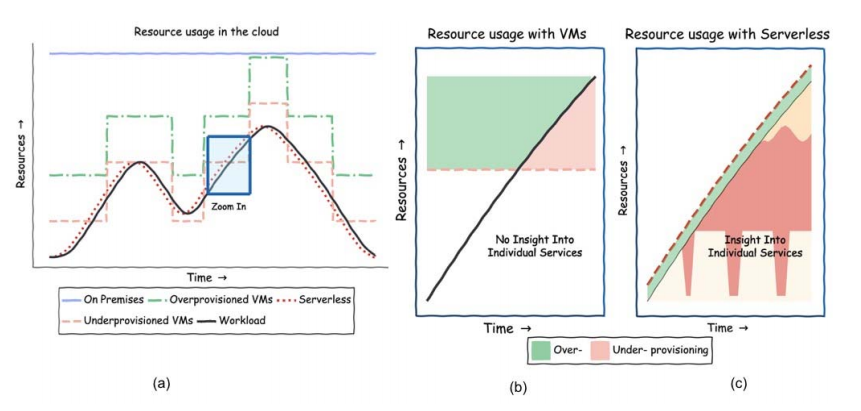 Resource usage in the cloud
Resources →
Zoom In
Time →
On Premises
Overprovisioned VMs
Serverless
Underprovisioned VMs
Workload
(a)
Resource usage with VMs
Resources →
No Insight Into
Individual Services
Time →
Resource usage with Serverless
Resources →
Insight Into
Individual Services
Time →
Over-
Under- provisioning
(b)
(c)